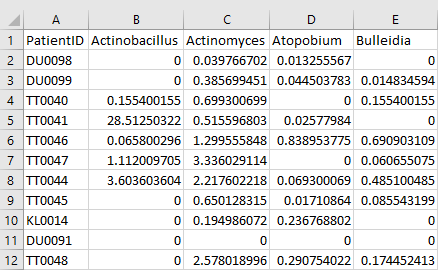 A B C D E
1 PatientID Actinobacillus Actinomyces Atopobium Bulleidia
2 DU0098 0 0.039766702 0.013255567 0
3 DU0099 0 0.385699451 0.044503783 0.014834594
4 TT0040 0.155400155 0.699300699 0 0.155400155
5 TT0041 28.51250322 0.515596803 0.02577984 0
6 TT0046 0.065800296 1.299555848 0.838953775 0.690903109
7 TT0047 1.112009705 3.336029114 0 0.060655075
8 TT0044 3.603603604 2.217602218 0.069300069 0.485100485
9 TT0045 0 0.650128315 0.01710864 0.085543199
10 KL0014 0 0.194986072 0.236768802 0
11 DU0091 0 0 0 0
12 TT0048 0 2.578018996 0.290754022 0.174452413